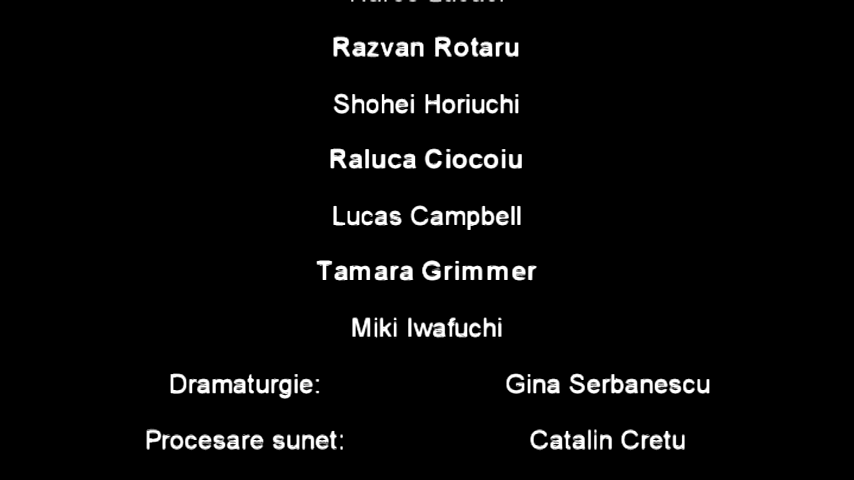 Razvan Rotaru
Shohei Horiuchi
Raluca Ciocoiu
Lucas Campbell
Tamara Grimmer
Miki Iwafuchi
Dramaturgie: Gina Serbanescu
Procesare sunet: Catalin Cretu